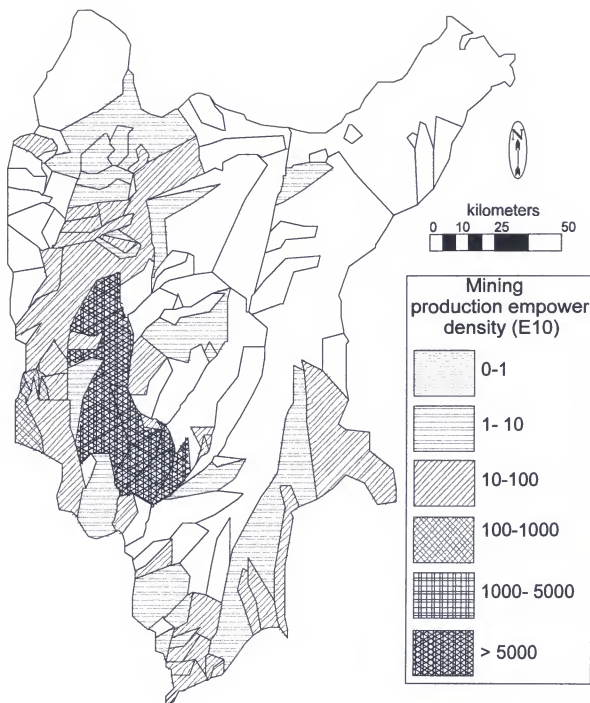 N
kilometers
0 10 25 50
Mining
production empower
density (E10)
0-1
1- 10
10-100
100-1000
1000- 5000
> 5000